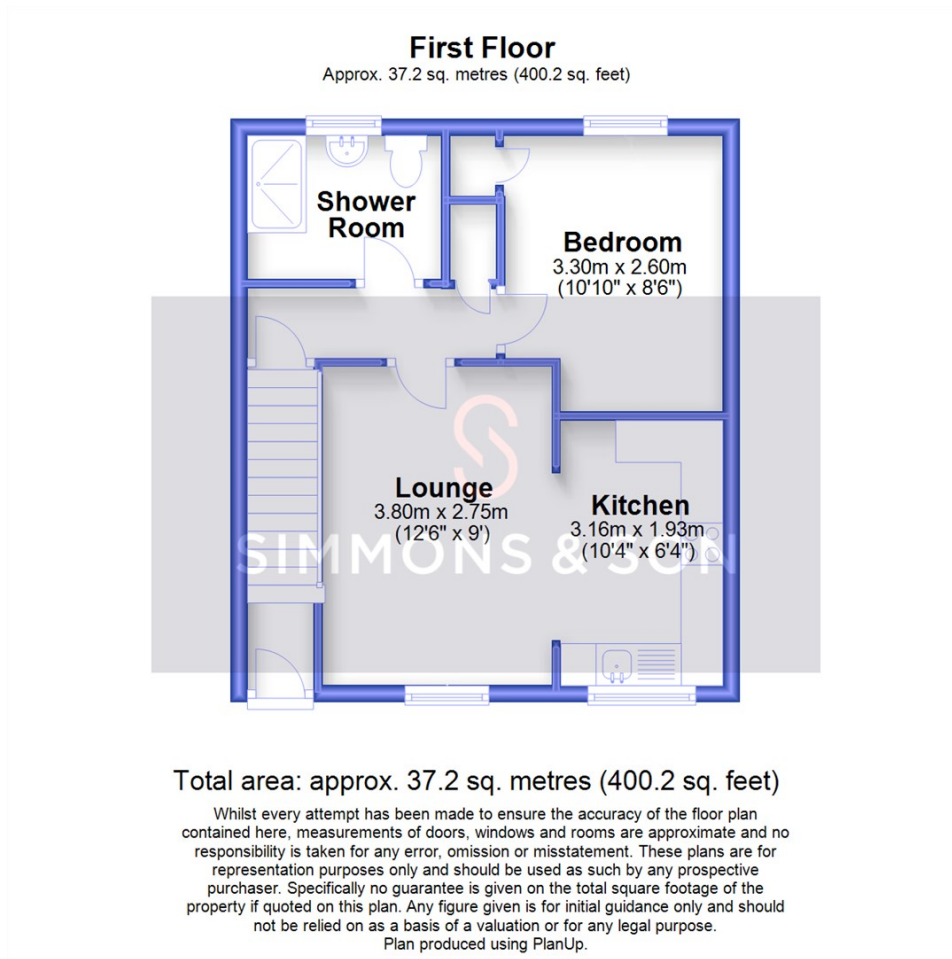 First Floor
Approx. 37.2 sq. metres (400.2 sq. feet)
Shower
Room
Bedroom
3.30m x 2.60m
(10'10" x 8'6")
Lounge
3.80m x 2.75m
(12'6" x 9')
Kitchen
3.16m x 1.93m
(10'4" x 6'4")
SIMMONS & SON
Total area: approx. 37.2 sq. metres (400.2 sq. feet)
Whilst every attempt has been made to ensure the accuracy of the floor plan
contained here, measurements of doors, windows and rooms are approximate and no
responsibility is taken for any error, omission or misstatement. These plans are for
representation purposes only and should be used as such by any prospective
purchaser. Specifically no guarantee is given on the total square footage of the
property if quoted on this plan. Any figure given is for initial guidance only and should
not be relied on as a basis of a valuation or for any legal purpose.
Plan produced using PlanUp.